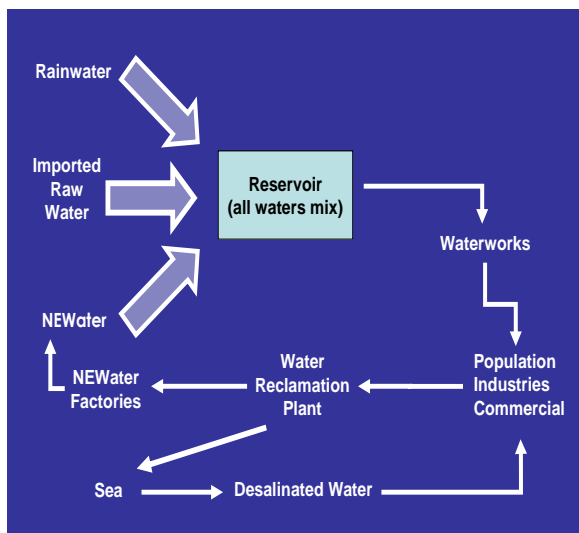 Rainwater
Imported
Raw
Water
Reservoir
(all waters mix)
Waterworks
NEWater
NEWater
Factories
Water
Reclamation
Plant
Population
Industries
Commercial
Sea
Desalinated Water